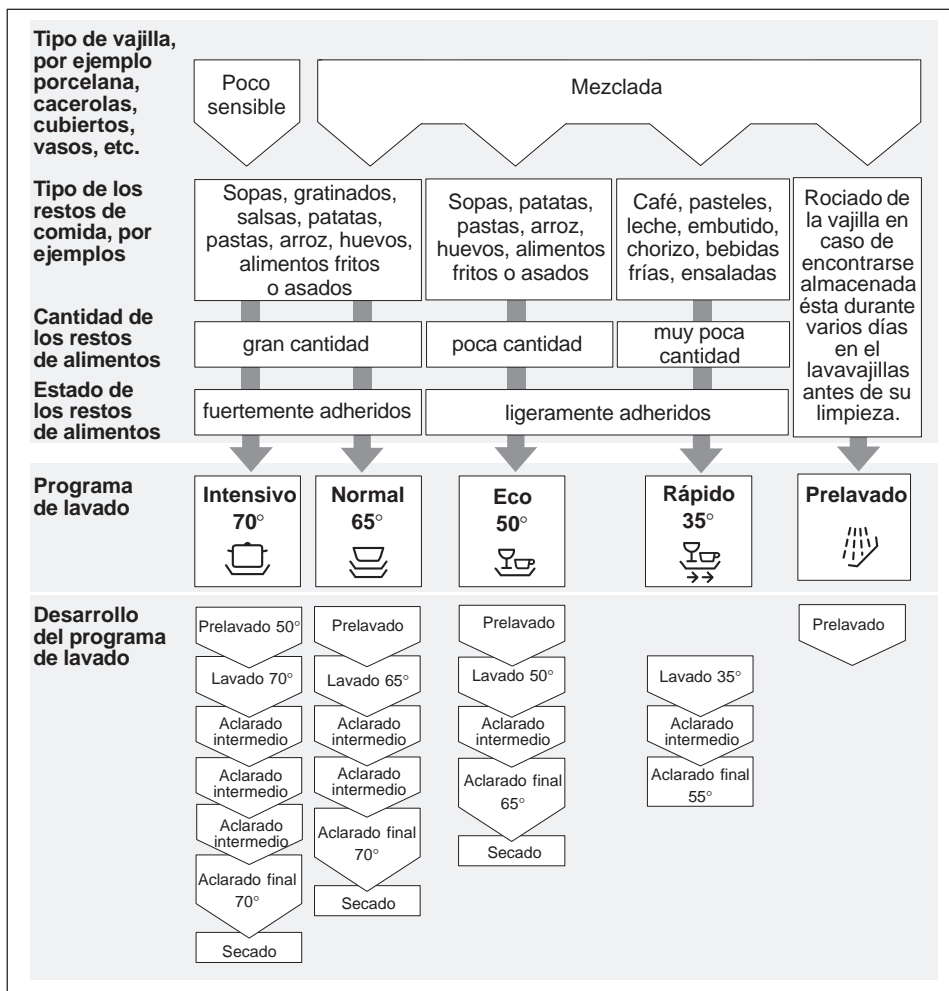 Tipo de vajilla,
por ejemplo
porcelana,
cacerolas,
cubiertos,
vasos, etc.
Poco
sensible
Mezclada
Tipo de los
restos de
comida, por
ejemplos
Sopas, gratinados,
salsas, patatas,
pastas, arroz, huevos,
alimentos fritos
o asados
Sopas, patatas,
pastas, arroz,
huevos, alimentos
fritos o asados
Café, pasteles,
leche, embutido,
chorizo, bebidas
frías, ensaladas
Rociado de
la vajilla en
caso de
encontrarse
almacenada
ésta durante
varios días
en el
lavavajillas
antes de su
limpieza.
Cantidad de
los restos
de alimentos
gran cantidad
poca cantidad
muy poca
cantidad
Estado de
los restos
de alimentos
fuertemente adheridos
ligeramente adheridos
Programa
de lavado
Intensivo
70°
Normal
65°
Eco
50°
Rápido
35°
Prelavado
Desarrollo
del programa
de lavado
Prelavado 50°
Lavado 70°
Aclarado
intermedio
Aclarado
intermedio
Aclarado
intermedio
Aclarado final
70°
Secado
Prelavado
Lavado 65°
Aclarado
intermedio
Aclarado
intermedio
Aclarado final
70°
Secado
Prelavado
Lavado 50°
Aclarado
intermedio
Aclarado final
65°
Secado
Lavado 35°
Aclarado
intermedio
Aclarado final
55°
Prelavado